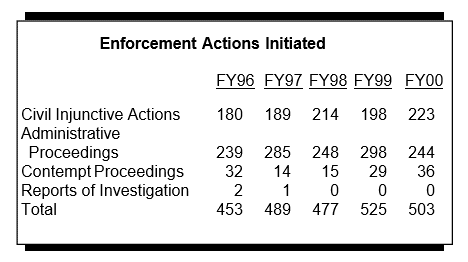 Enforcement Actions Initiated
FY96 FY97 FY98 FY99 FY00
Civil Injunctive Actions 180 189 214 198 223
Administrative
Proceedings 239 285 248 298 244
Contempt Proceedings 32 14 15 29 36
Reports of Investigation 2 1 0 0 0
Total 453 489 477 525 503